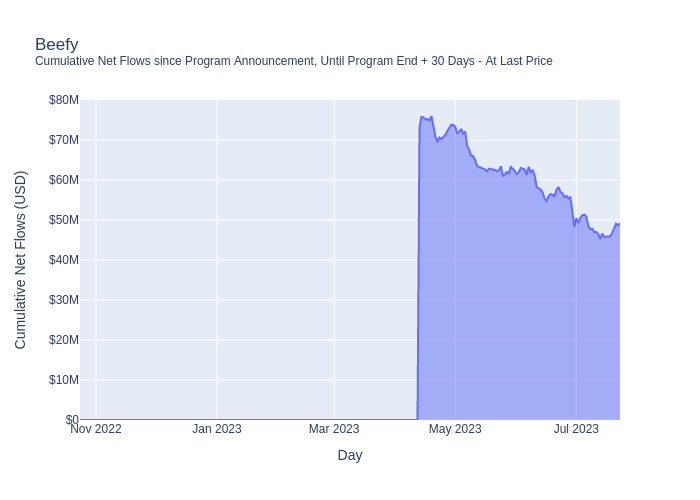 Beefy
Cumulative Net Flows since Program Announcement, Until Program End + 30 Days - At Last Price
$80M
$70M
$60M
$50M
$40M
$30M
$20M
$10M
$0
Cumulative Net Flows (USD)
Nov 2022 Jan 2023 Mar 2023 May 2023 Jul 2023
Day